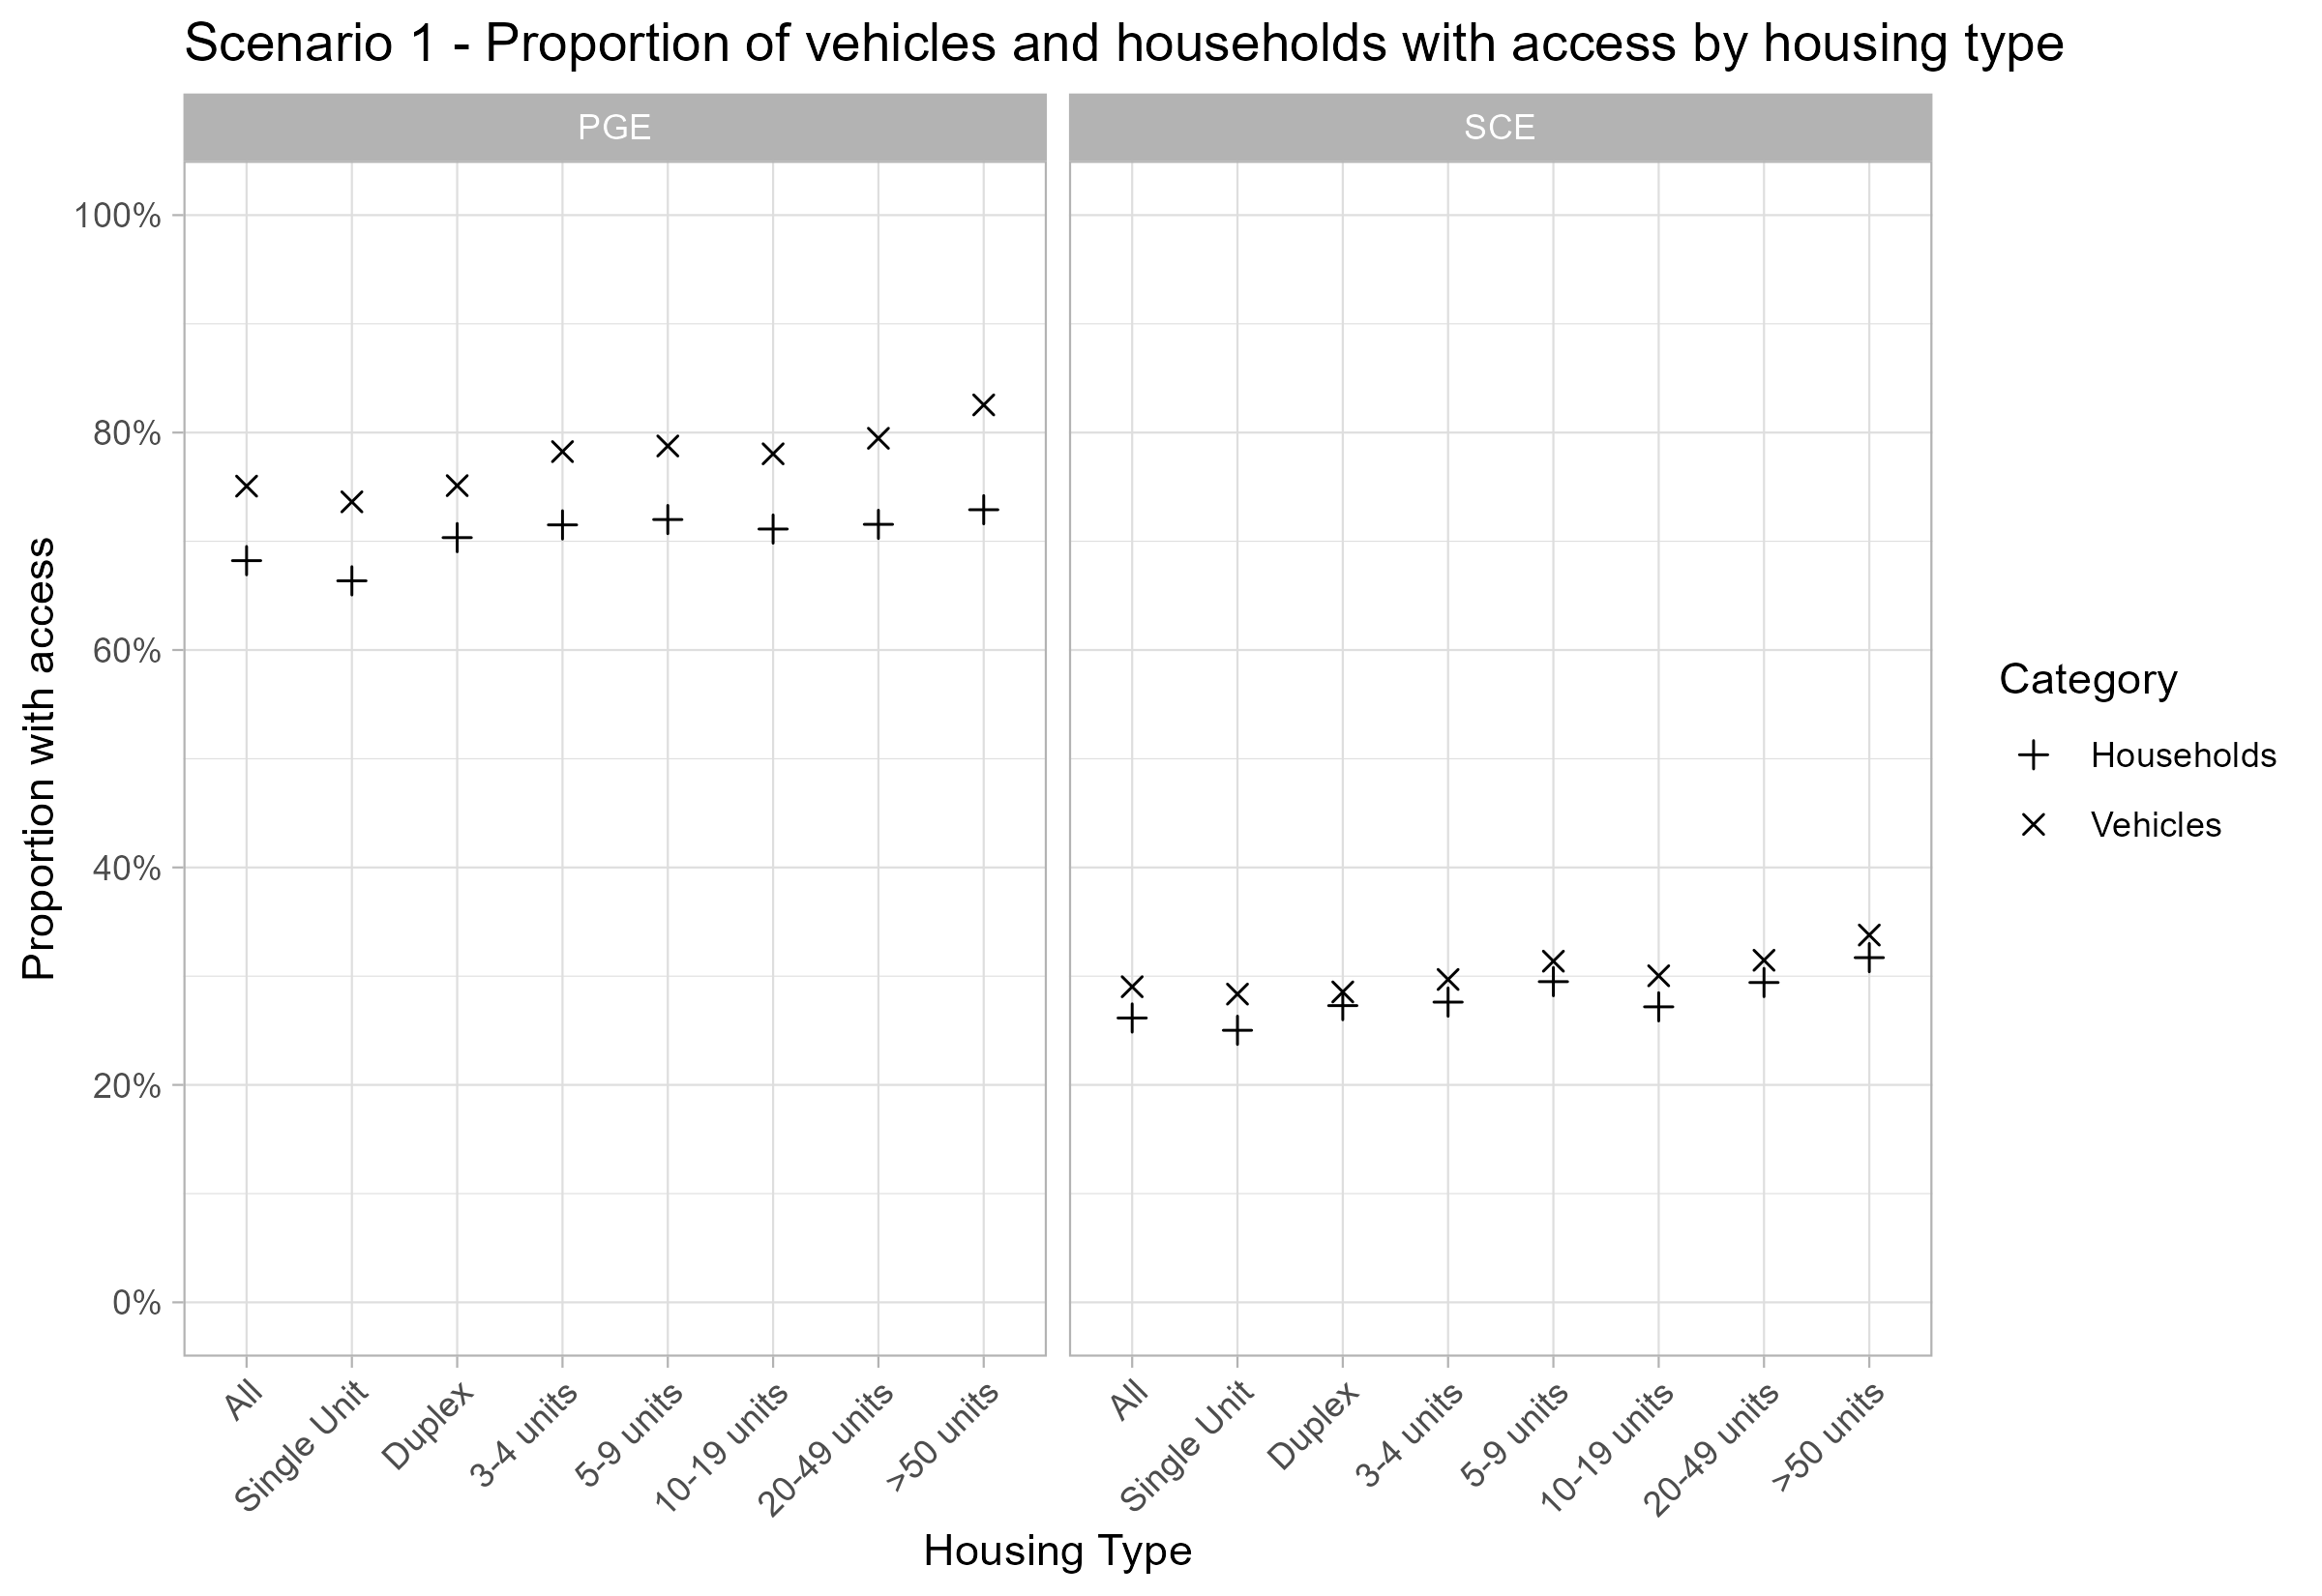 Scenario 1 - Proportion of vehicles and households with access by housing type
PGE
SCE
Proportion with access
100%
80%
60%
40%
20%
0%
All
Single Unit
Duplex
3-4 units
5-9 units
10-19 units
20-49 units
>50 units
All
Single Unit
Duplex
3-4 units
5-9 units
10-19 units
20-49 units
>50 units
Housing Type
Category
Households
Vehicles